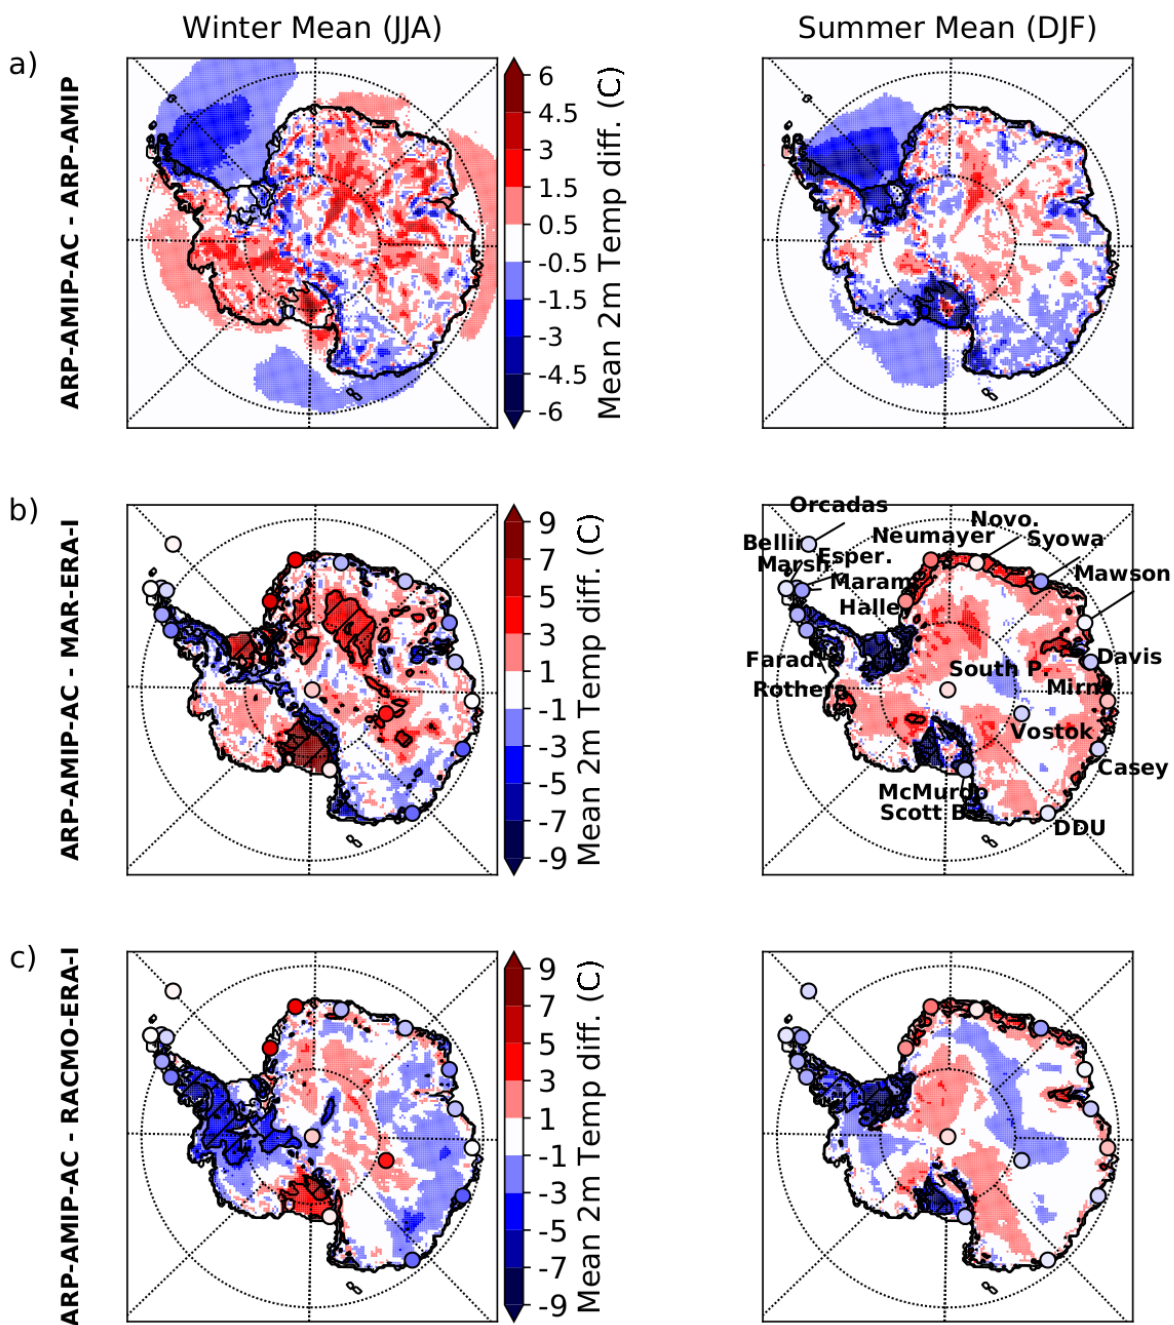 Winter Mean (JJA)
Summer Mean (DJF)
a)
ARP-AMIP-AC - ARP-AMIP
6
4.5
3
1.5
0.5
-0.5
-1.5
-3
-4.5
-6
Mean 2m Temp diff. (C)
b)
ARP-AMIP-AC - MAR-ERA-I
9
7
5
3
1
-1
-3
-5
-7
-9
Mean 2m Temp diff. (C)
Orcadas
Neumayer
Novo.
Syowa
Bellin
Esper.
Marsh.
Maram
Mawson
Halle
Farad.
South P.
Davis
Rothera
Mirn
Vostok
Casey
McMurdo
Scott B.
DDU
c)
ARP-AMIP-AC - RACMO-ERA-I
9
7
5
3
1
-1
-3
-5
-7
-9
Mean 2m Temp diff. (C)